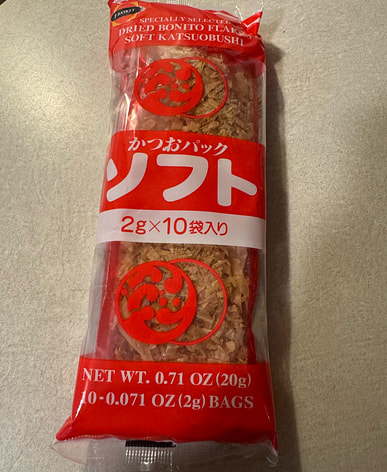 SPECIALLY SELECTED
DRIED BONITO FLAKES
SOFT KATSUOBUSHI
かつおパック
ソフト
2g×10袋入り
NET WT. 0.71 OZ (20g)
10-0.071 OZ (2g) BAGS